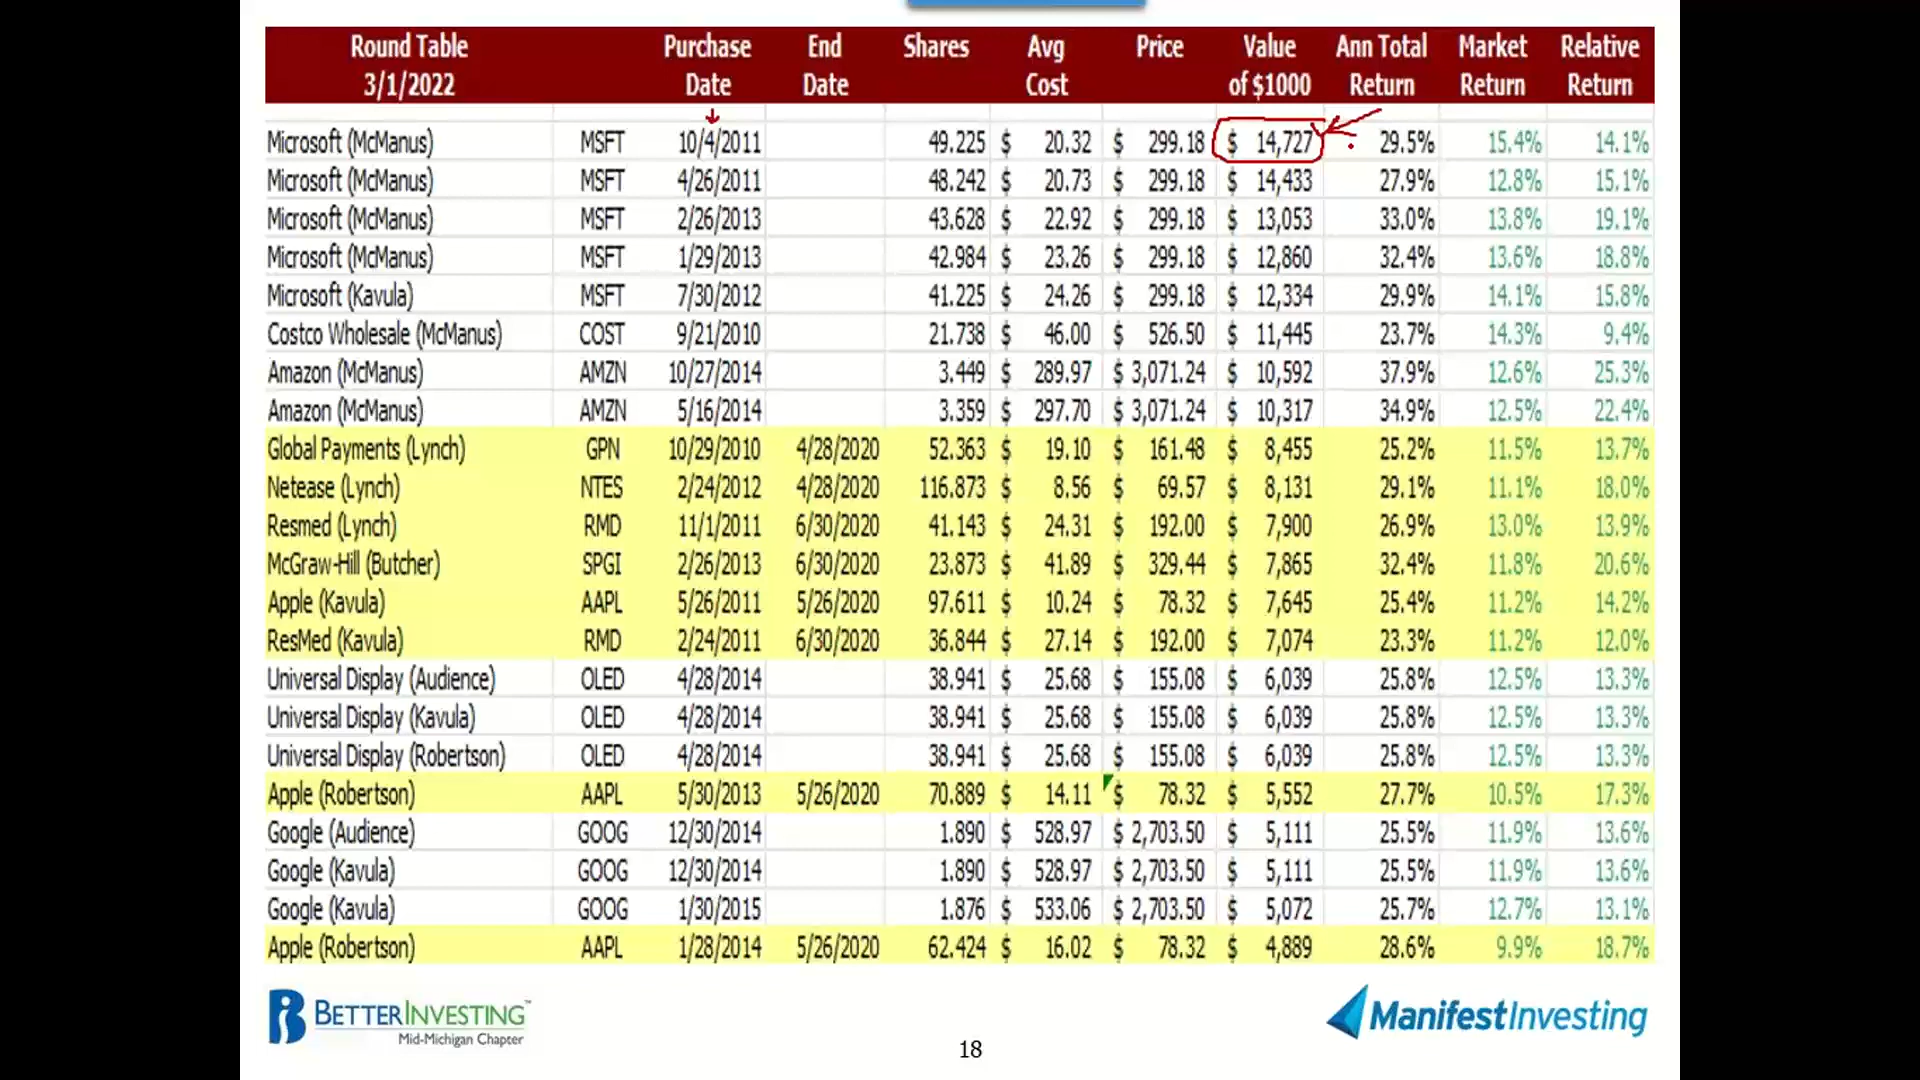 Round Table Purchase End Shares Avg Price Value Ann Total Market Relative
3/1/2022 Date Date Cost of $1000 Return Return Return
Microsoft (McManus) MSFT 10/4/2011 49.225 $ 20.32 $ 299.18 $ 14,727 29.5% 15.4% 14.1%
Microsoft (McManus) MSFT 4/26/2011 48.242 $ 20.73 $ 299.18 $ 14,433 27.9% 12.8% 15.1%
Microsoft (McManus) MSFT 2/26/2013 43.628 $ 22.92 $ 299.18 $ 13,053 33.0% 13.8% 19.1%
Microsoft (McManus) MSFT 1/29/2013 42.984 $ 23.26 $ 299.18 $ 12,860 32.4% 13.6% 18.8%
Microsoft (Kavula) MSFT 7/30/2012 41.225 $ 24.26 $ 299.18 $ 12,334 29.9% 14.1% 15.8%
Costco Wholesale (McManus) COST 9/21/2010 21.738 $ 46.00 $ 526.50 $ 11,445 23.7% 14.3% 9.4%
Amazon (McManus) AMZN 10/27/2014 3.449 $ 289.97 $ 3,071.24 $ 10,592 37.9% 12.6% 25.3%
Amazon (McManus) AMZN 5/16/2014 3.359 $ 297.70 $ 3,071.24 $ 10,317 34.9% 12.5% 22.4%
Global Payments (Lynch) GPN 10/29/2010 4/28/2020 52.363 $ 19.10 $ 161.48 $ 8,455 25.2% 11.5% 13.7%
Netease (Lynch) NTES 2/24/2012 4/28/2020 116.873 $ 8.56 $ 69.57 $ 8,131 29.1% 11.1% 18.0%
Resmed (Lynch) RMD 11/1/2011 6/30/2020 41.143 $ 24.31 $ 192.00 $ 7,900 26.9% 13.0% 13.9%
McGraw-Hill (Butcher) SPGI 2/26/2013 6/30/2020 23.873 $ 41.89 $ 329.44 $ 7,865 32.4% 11.8% 20.6%
Apple (Kavula) AAPL 5/26/2011 5/26/2020 97.611 $ 10.24 $ 78.32 $ 7,645 25.4% 11.2% 14.2%
ResMed (Kavula) RMD 2/24/2011 6/30/2020 36.844 $ 27.14 $ 192.00 $ 7,074 23.3% 11.2% 12.0%
Universal Display (Audience) OLED 4/28/2014 38.941 $ 25.68 $ 155.08 $ 6,039 25.8% 12.5% 13.3%
Universal Display (Kavula) OLED 4/28/2014 38.941 $ 25.68 $ 155.08 $ 6,039 25.8% 12.5% 13.3%
Universal Display (Robertson) OLED 4/28/2014 38.941 $ 25.68 $ 155.08 $ 6,039 25.8% 12.5% 13.3%
Apple (Robertson) AAPL 5/30/2013 5/26/2020 70.889 $ 14.11 $ 78.32 $ 5,552 27.7% 10.5% 17.3%
Google (Audience) GOOG 12/30/2014 1.890 $ 528.97 $ 2,703.50 $ 5,111 25.5% 11.9% 13.6%
Google (Kavula) GOOG 12/30/2014 1.890 $ 528.97 $ 2,703.50 $ 5,111 25.5% 11.9% 13.6%
Google (Kavula) GOOG 1/30/2015 1.876 $ 533.06 $ 2,703.50 $ 5,072 25.7% 12.7% 13.1%
Apple (Robertson) AAPL 1/28/2014 5/26/2020 62.424 $ 16.02 $ 78.32 $ 4,889 28.6% 9.9% 18.7%
BETTERINVESTING™ ManifestInvesting
Mid-Michigan Chapter
18